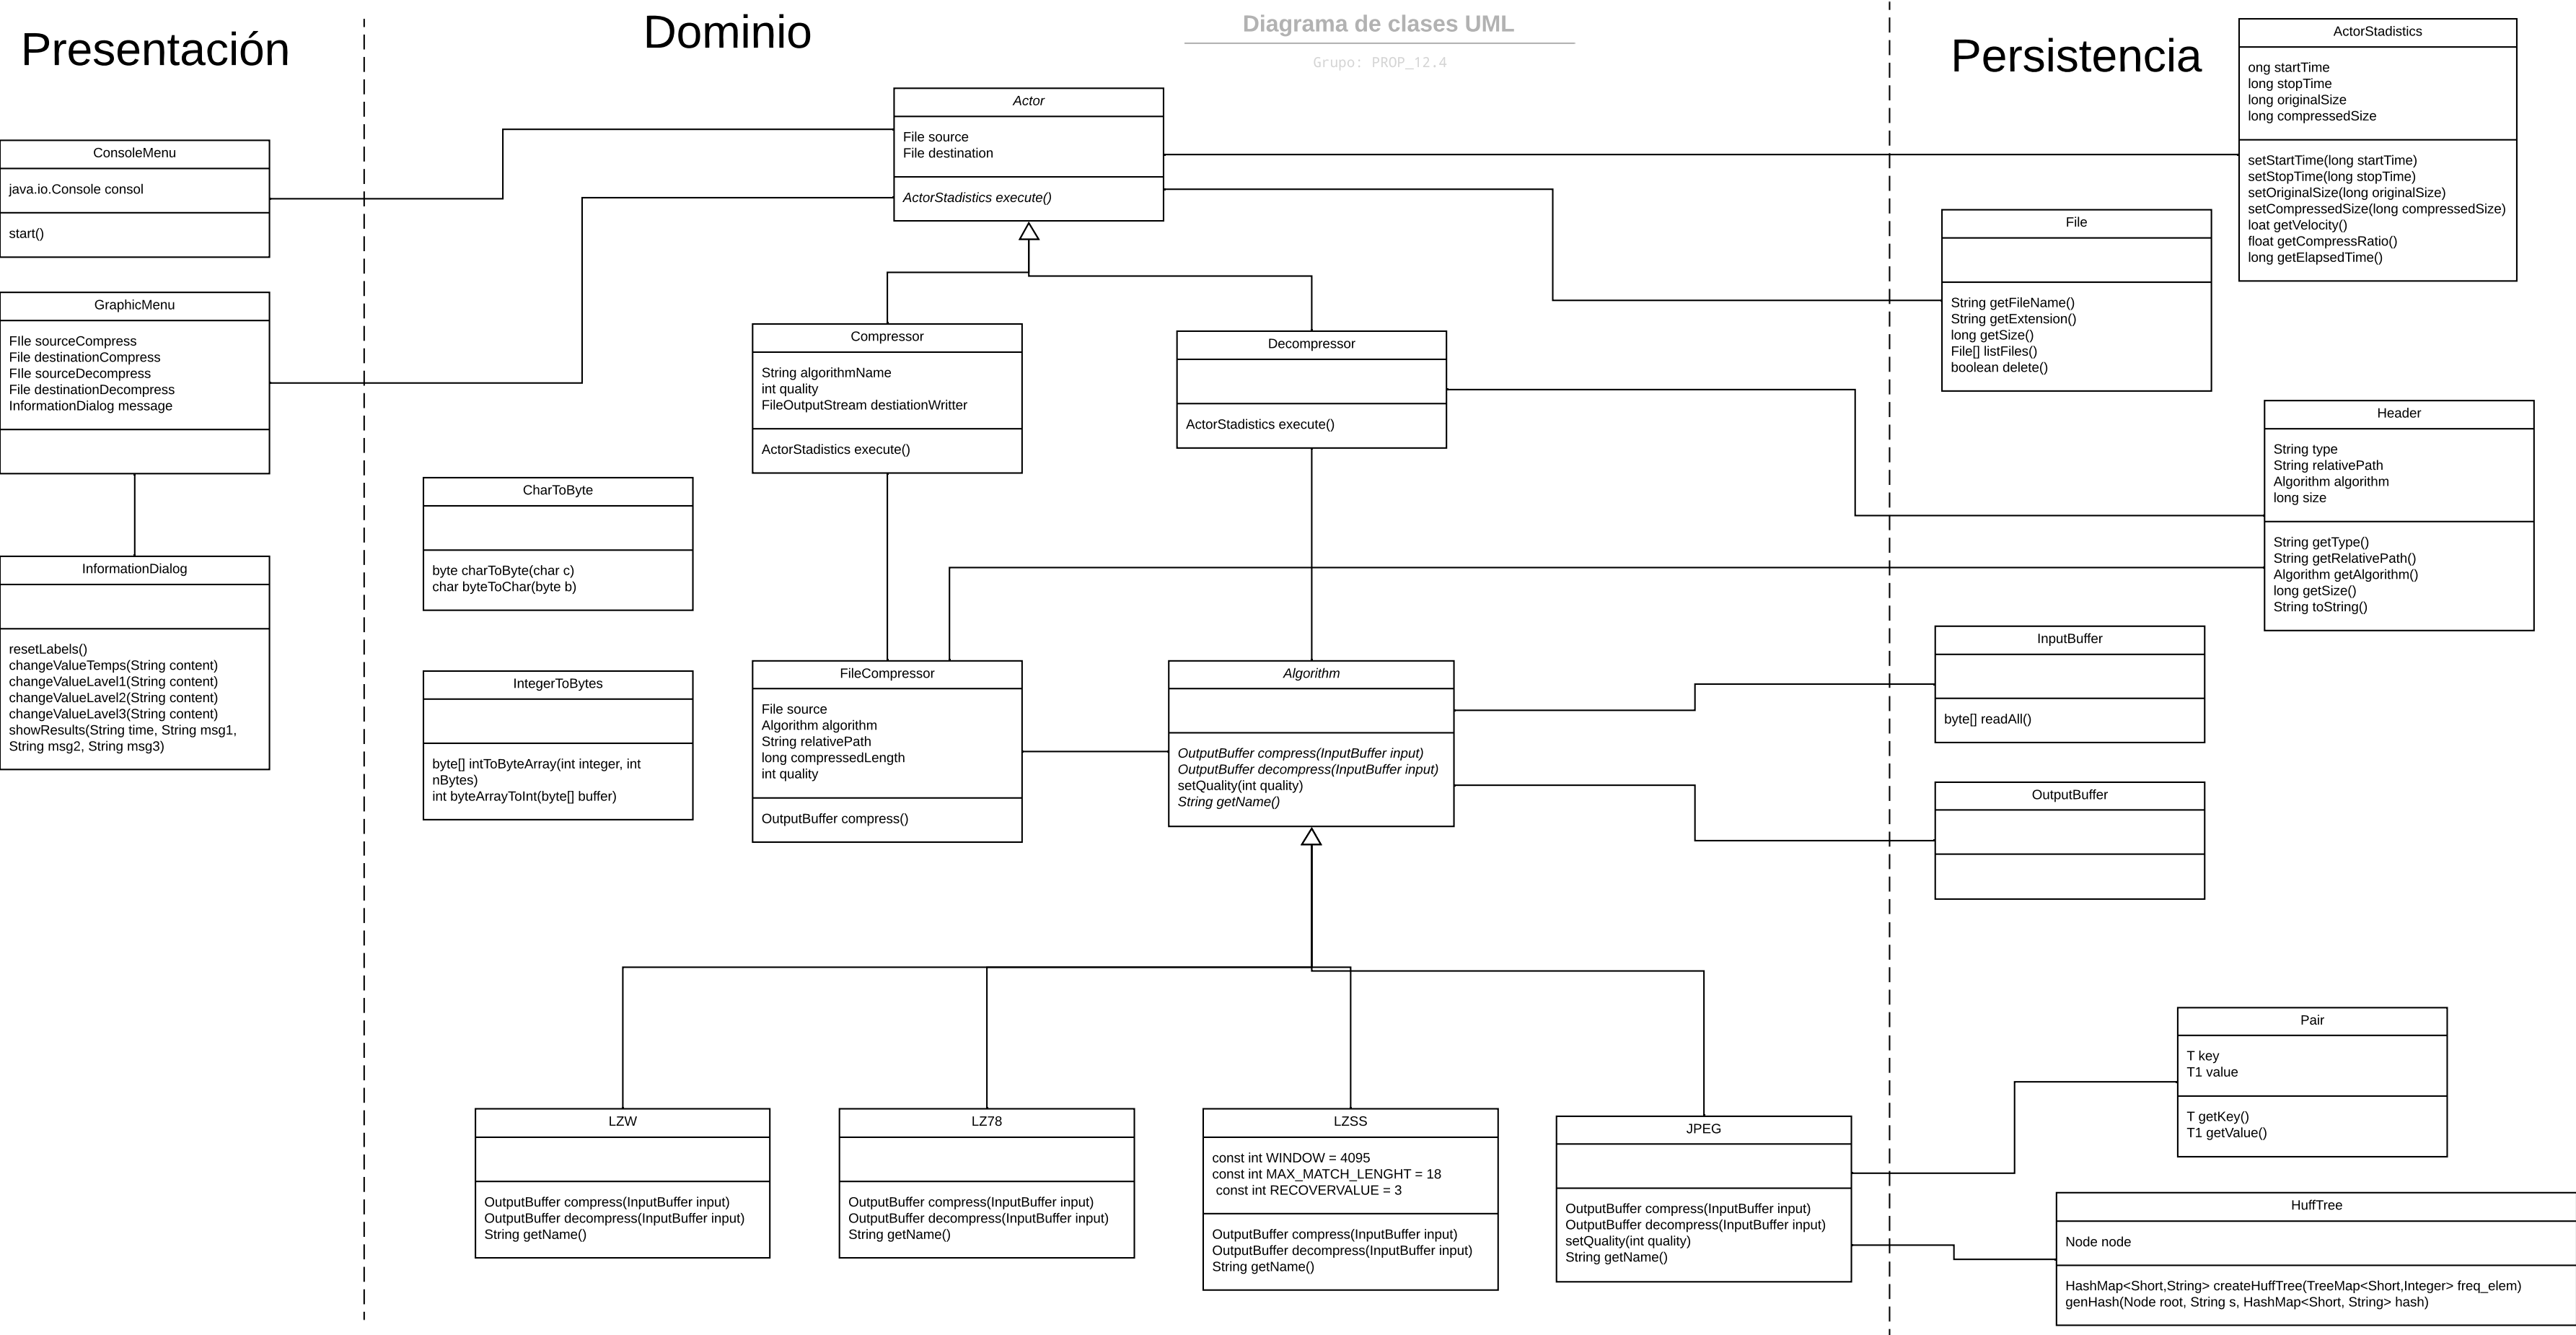 Presentación
Dominio
Diagrama de clases UML
Grupo: PROP_12.4
Persistencia
ConsoleMenu
java.io.Console consol
start()
GraphicMenu
FIle sourceCompress
File destinationCompress
FIle sourceDecompress
File destinationDecompress
InformationDialog message
InformationDialog
resetLabels()
changeValueTemps(String content)
changeValueLavel1(String content)
changeValueLavel2(String content)
changeValueLavel3(String content)
showResults(String time, String msg1,
String msg2, String msg3)
Actor
File source
File destination
ActorStadistics execute()
Compressor
String algorithmName
int quality
FileOutputStream destiationWritter
ActorStadistics execute()
Decompressor
ActorStadistics execute()
CharToByte
byte charToByte(char c)
char byteToChar(byte b)
IntegerToBytes
byte[] intToByteArray(int integer, int
nBytes)
int byteArrayToInt(byte[] buffer)
FileCompressor
File source
Algorithm algorithm
String relativePath
long compressedLength
int quality
OutputBuffer compress()
Algorithm
OutputBuffer compress(InputBuffer input)
OutputBuffer decompress(InputBuffer input)
setQuality(int quality)
String getName()
LZW
OutputBuffer compress(InputBuffer input)
OutputBuffer decompress(InputBuffer input)
String getName()
LZ78
OutputBuffer compress(InputBuffer input)
OutputBuffer decompress(InputBuffer input)
String getName()
LZSS
const int WINDOW = 4095
const int MAX_MATCH_LENGHT = 18
const int RECOVERVALUE = 3
OutputBuffer compress(InputBuffer input)
OutputBuffer decompress(InputBuffer input)
String getName()
JPEG
OutputBuffer compress(InputBuffer input)
OutputBuffer decompress(InputBuffer input)
setQuality(int quality)
String getName()
ActorStadistics
ong startTime
long stopTime
long originalSize
long compressedSize
setStartTime(long startTime)
setStopTime(long stopTime)
setOriginalSize(long originalSize)
setCompressedSize(long compressedSize)
loat getVelocity()
float getCompressRatio()
long getElapsedTime()
File
String getFileName()
String getExtension()
long getSize()
File[] listFiles()
boolean delete()
Header
String type
String relativePath
Algorithm algorithm
long size
String getType()
String getRelativePath()
Algorithm getAlgorithm()
long getSize()
String toString()
InputBuffer
byte[] readAll()
OutputBuffer
Pair
T key
T1 value
T getKey()
T1 getValue()
HuffTree
Node node
HashMap<Short,String> createHuffTree(TreeMap<Short,Integer> freq_elem)
genHash(Node root, String s, HashMap<Short, String> hash)